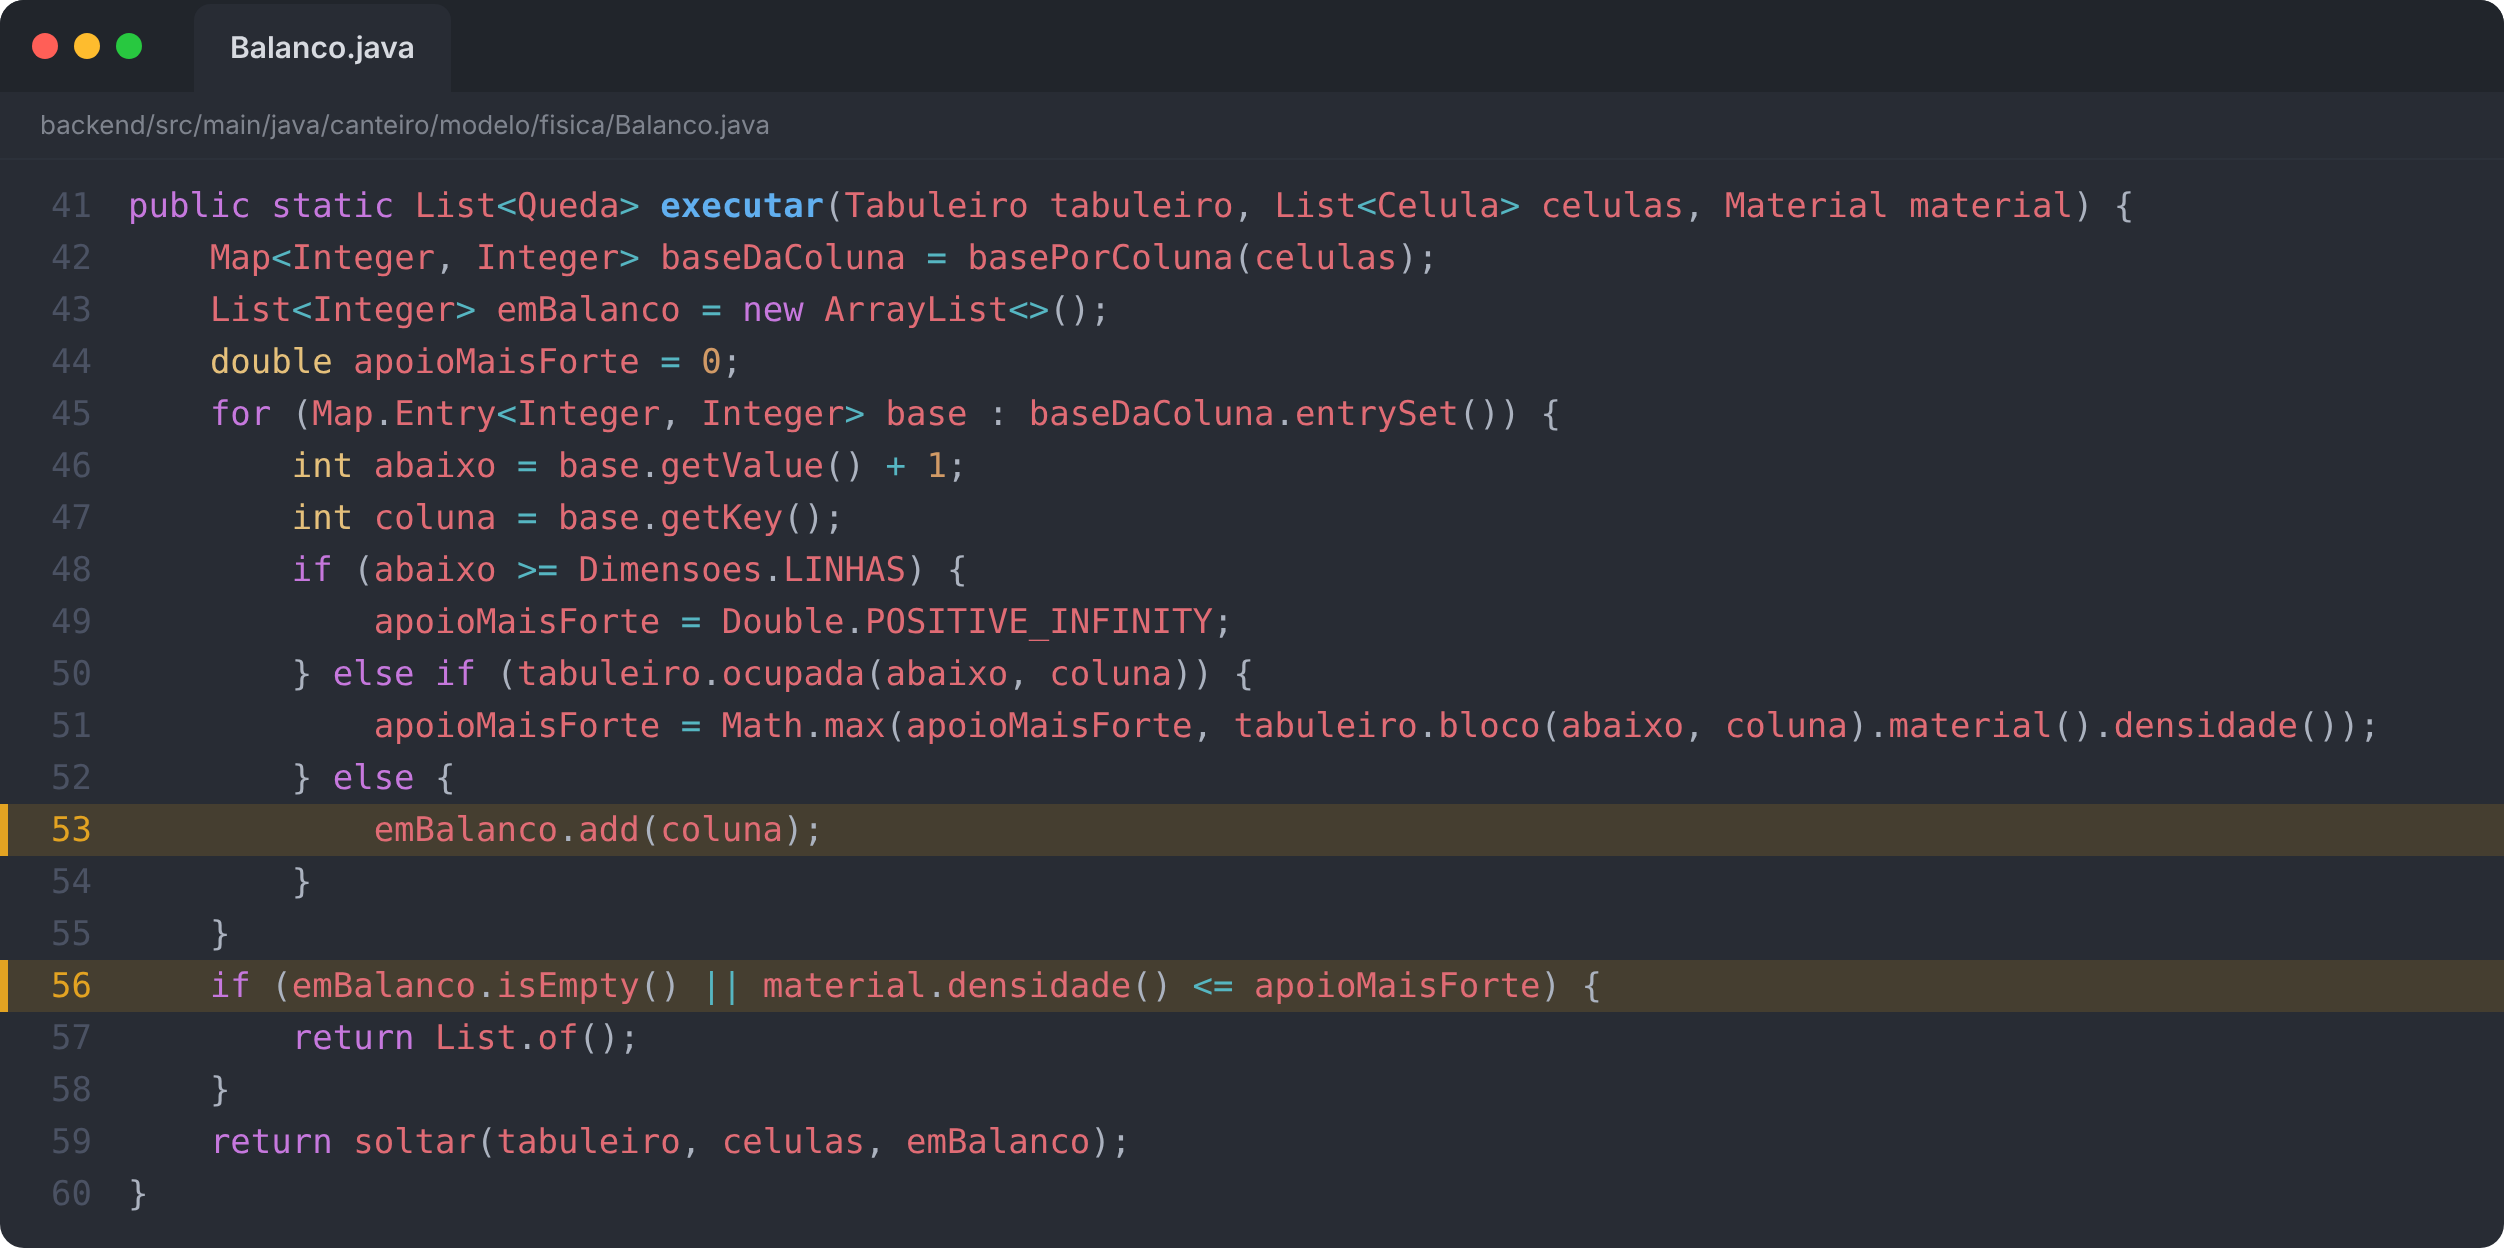 Balanco.java
backend/src/main/java/canteiro/modelo/fisica/Balanco.java
41 public static List<Queda> executar(Tabuleiro tabuleiro, List<Celula> celulas, Material material) {
42     Map<Integer, Integer> baseDaColuna = basePorColuna(celulas);
43     List<Integer> emBalanco = new ArrayList<>();
44     double apoioMaisForte = 0;
45     for (Map.Entry<Integer, Integer> base : baseDaColuna.entrySet()) {
46         int abaixo = base.getValue() + 1;
47         int coluna = base.getKey();
48         if (abaixo >= Dimensoes.LINHAS) {
49             apoioMaisForte = Double.POSITIVE_INFINITY;
50         } else if (tabuleiro.ocupada(abaixo, coluna)) {
51             apoioMaisForte = Math.max(apoioMaisForte, tabuleiro.bloco(abaixo, coluna).material().densidade());
52         } else {
53             emBalanco.add(coluna);
54         }
55     }
56     if (emBalanco.isEmpty() || material.densidade() <= apoioMaisForte) {
57         return List.of();
58     }
59     return soltar(tabuleiro, celulas, emBalanco);
60 }